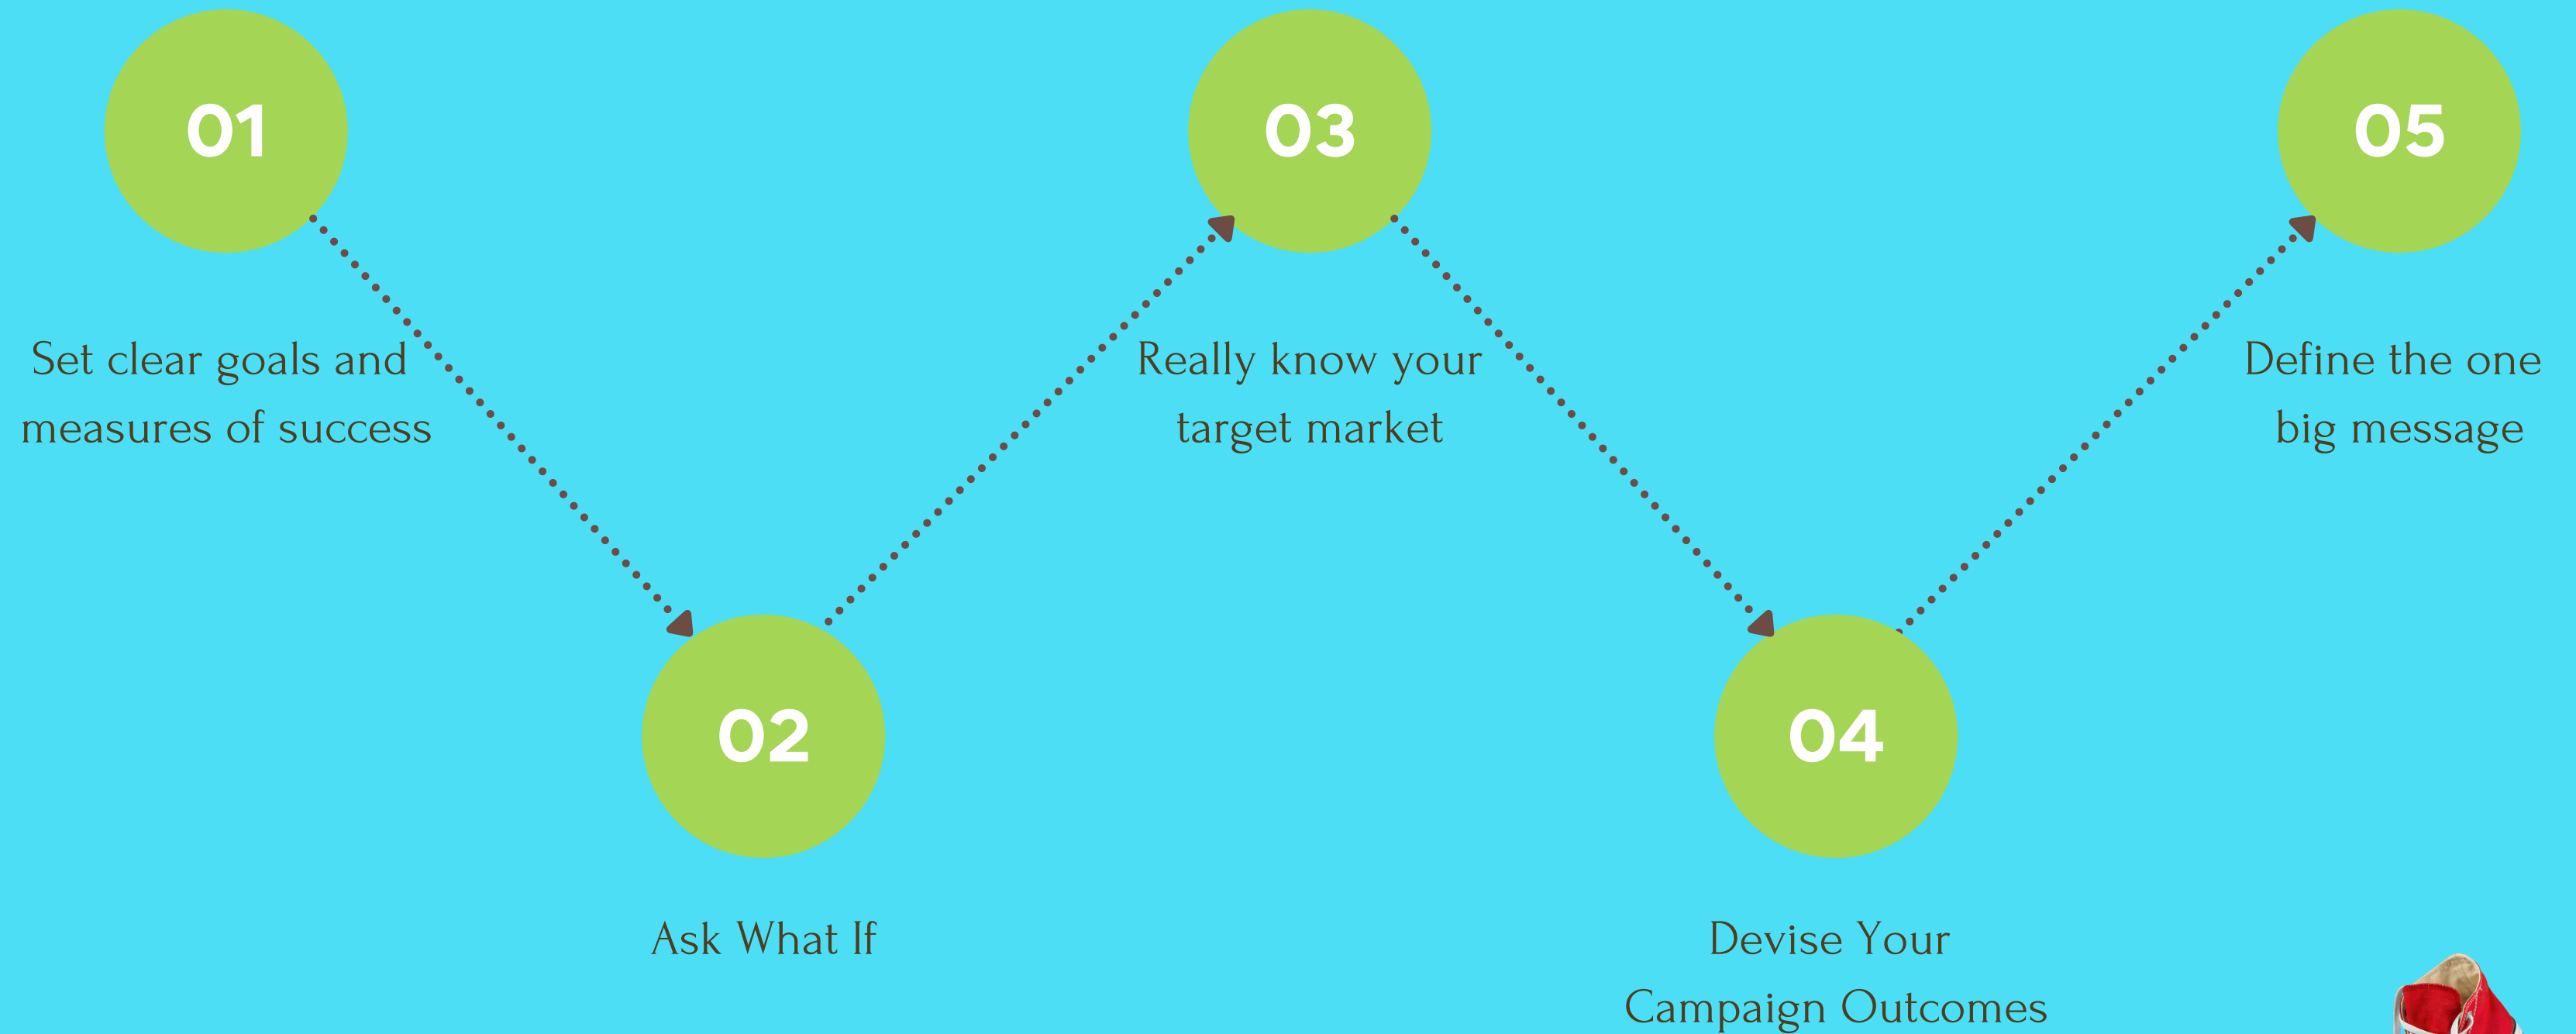 01
Set clear goals and
measures of success
02
Ask What If
03
Really know your
target market
04
Devise Your
Campaign Outcomes
05
Define the one
big message